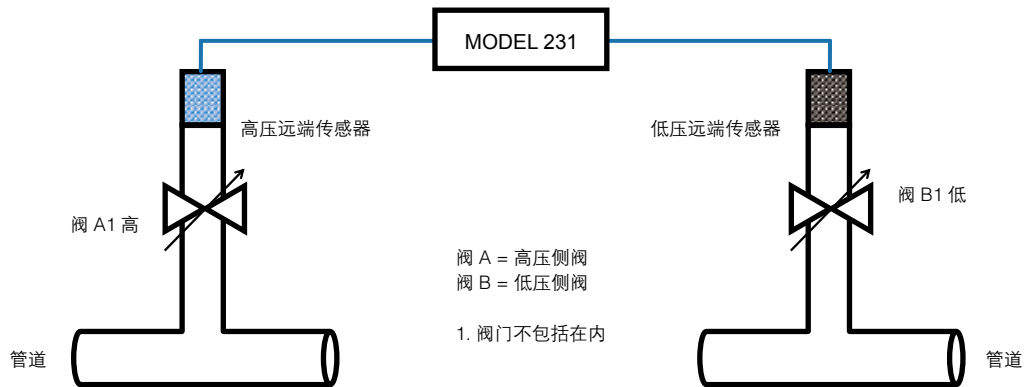 MODEL 231
高压远端传感器
低压远端传感器
阀 A1 高
阀 B1 低
阀 A = 高压侧阀
阀 B = 低压侧阀
1. 阀门不包括在内
管道
管道